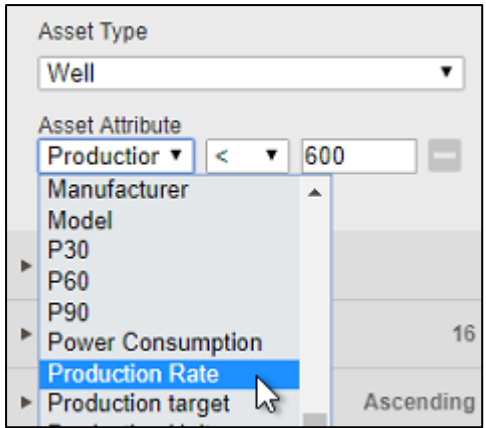 Asset Type
Well
Asset Attribute
Production < 600
Manufacturer
Model
P30
P60
P90
Power Consumption
16
Production Rate
Production target
Ascending